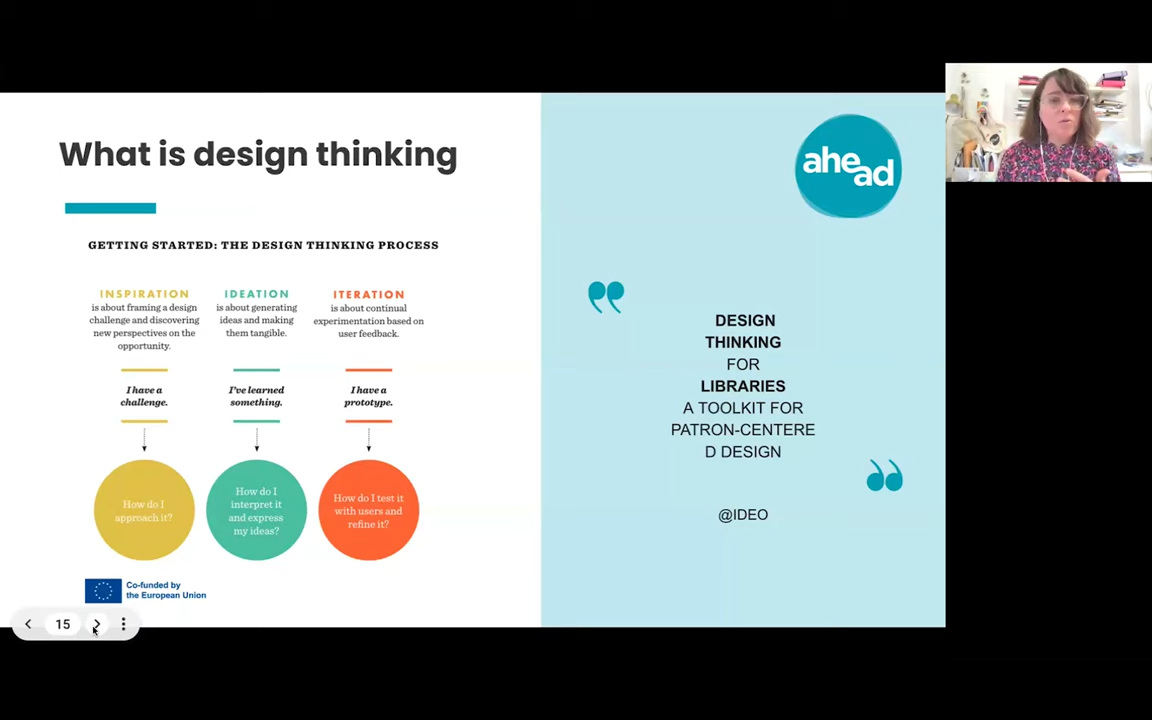 What is design thinking
GETTING STARTED: THE DESIGN THINKING PROCESS
INSPIRATION
is about framing a design
challenge and discovering
new perspectives on the
opportunity.
I have a
challenge.
How do I
approach it?
IDEATION
is about generating
ideas and making
them tangible.
I've learned
something.
How do I
interpret it
and express
my ideas?
ITERATION
is about continual
experimentation based on
user feedback.
I have a
prototype.
How do I test it
with users and
refine it?
Co-funded by
the European Union
15
ahe
ad
❞
DESIGN
THINKING
FOR
LIBRARIES
A TOOLKIT FOR
PATRON-CENTERE
D DESIGN
❞
@IDEO